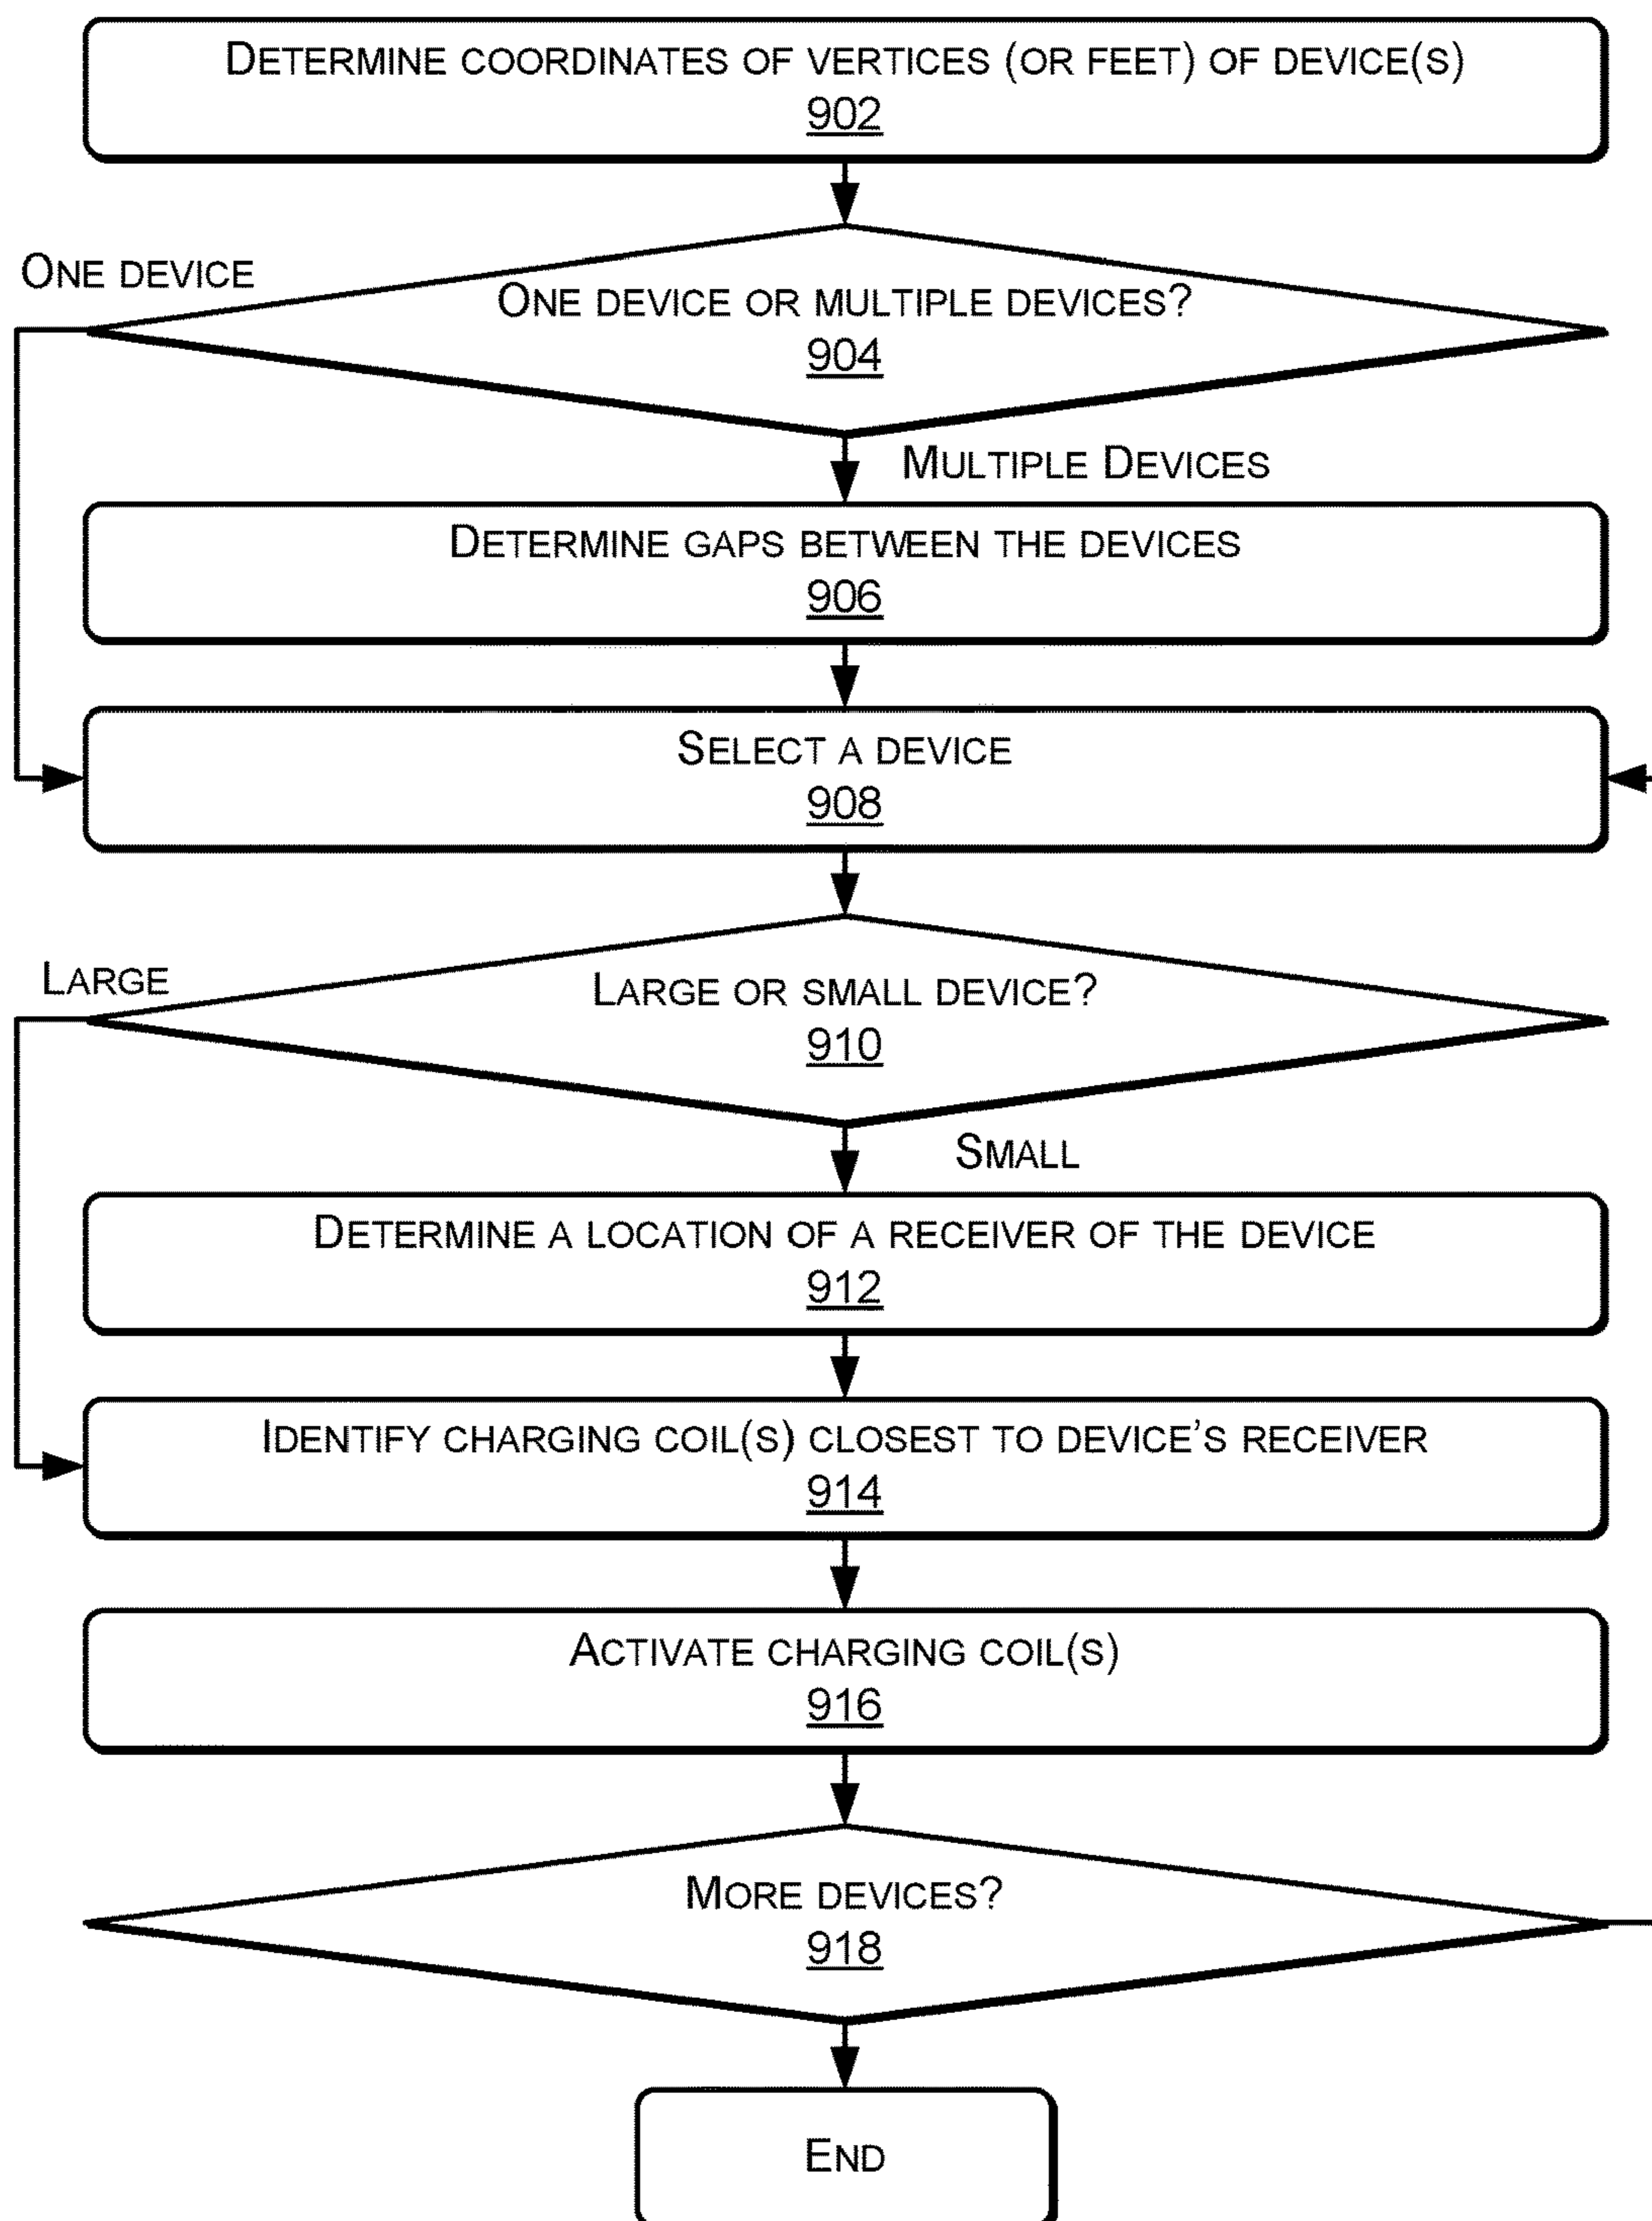 DETERMINE COORDINATES OF VERTICES (OR FEET) OF DEVICE(S)
902
ONE DEVICE
ONE DEVICE OR MULTIPLE DEVICES?
904
MULTIPLE DEVICES
DETERMINE GAPS BETWEEN THE DEVICES
906
SELECT A DEVICE
908
LARGE
LARGE OR SMALL DEVICE?
910
SMALL
DETERMINE A LOCATION OF A RECEIVER OF THE DEVICE
912
IDENTIFY CHARGING COIL(S) CLOSEST TO DEVICE'S RECEIVER
914
ACTIVATE CHARGING COIL(S)
916
MORE DEVICES?
918
END